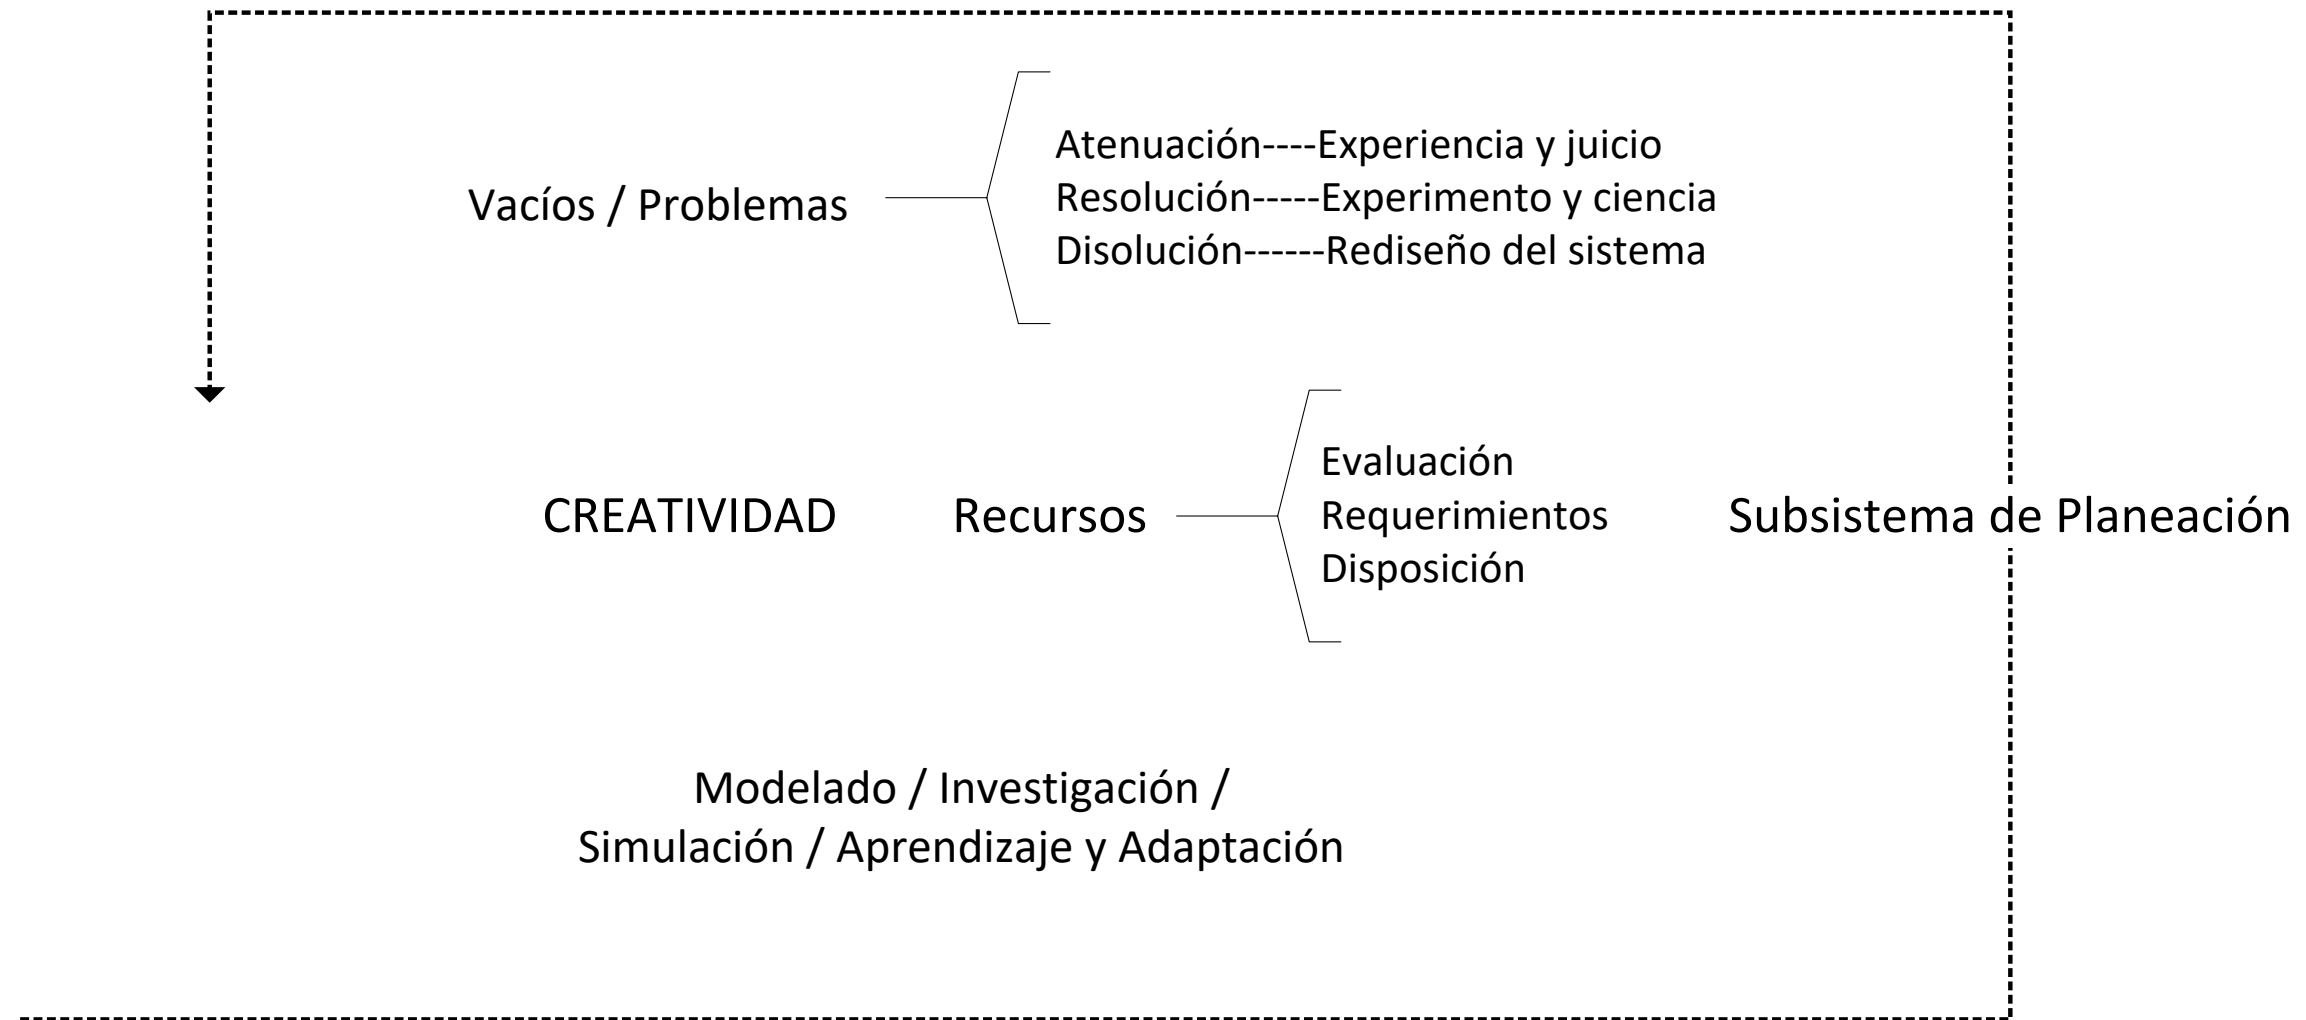 Vacíos / Problemas
Atenuación----Experiencia y juicio
Resolución-----Experimento y ciencia
Disolución------Rediseño del sistema
CREATIVIDAD
Recursos
Evaluación
Requerimientos
Disposición
Subsistema de Planeación
Modelado / Investigación /
Simulación / Aprendizaje y Adaptación